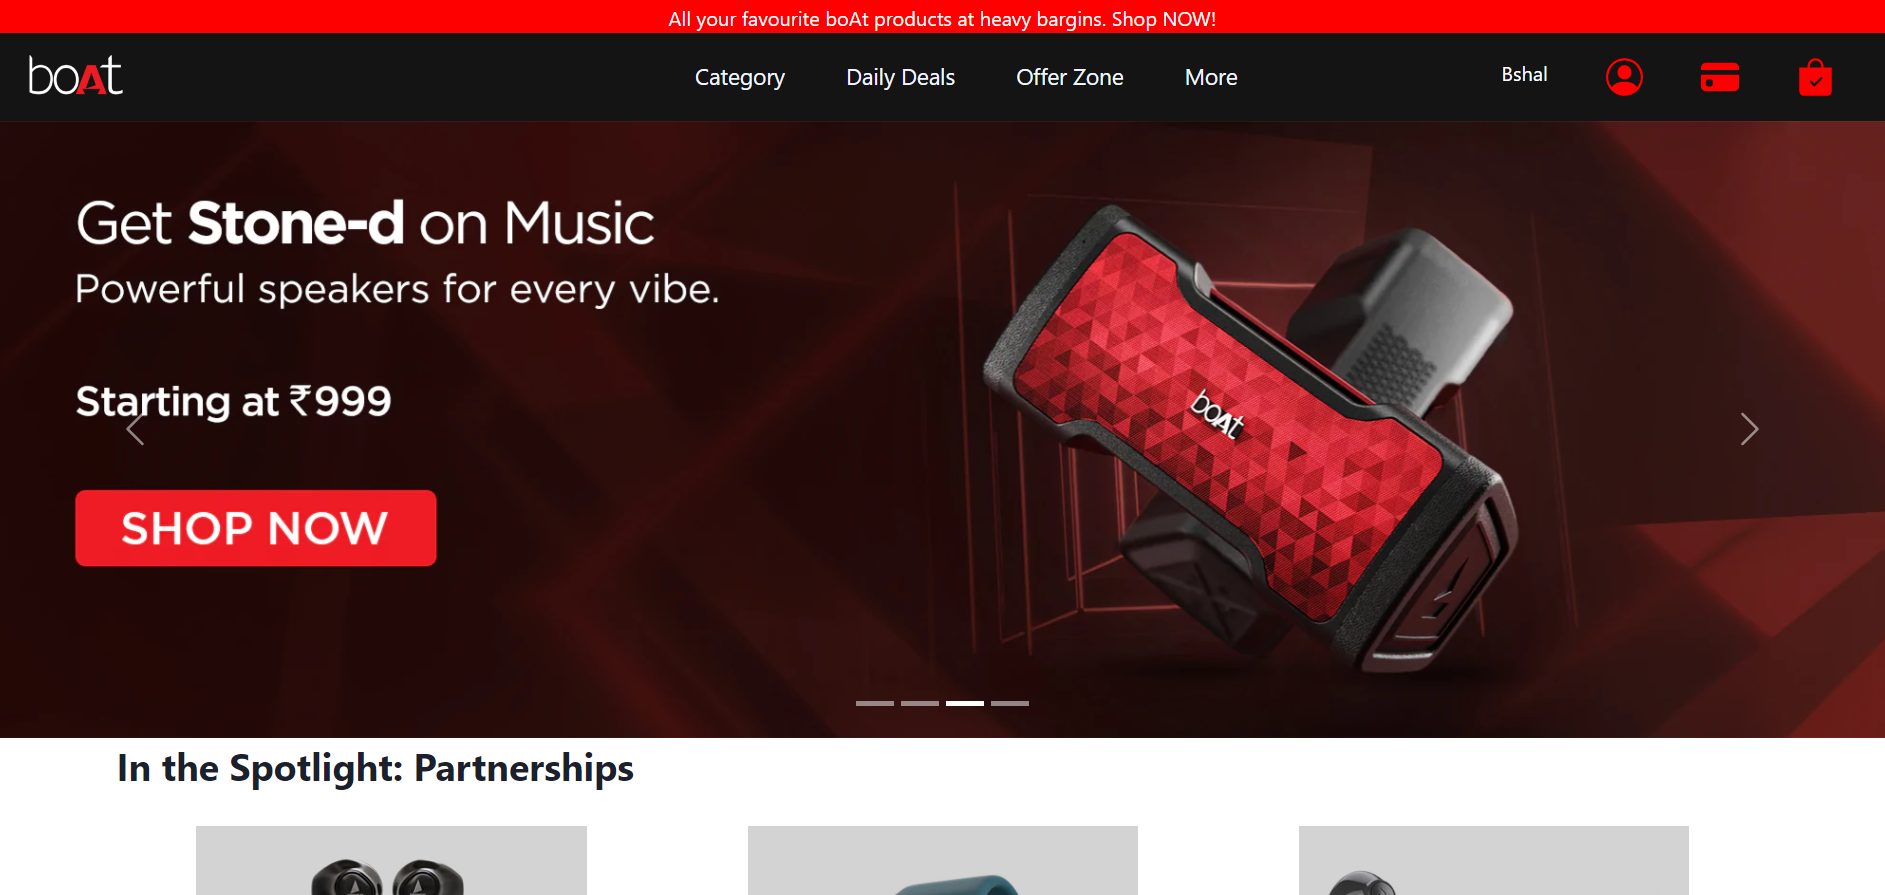 All your favourite boAt products at heavy bargins. Shop NOW!
boAt
Category
Daily Deals
Offer Zone
More
Bshal
Get Stone-d on Music
Powerful speakers for every vibe.
Starting at ₹999
SHOP NOW
boAt
In the Spotlight: Partnerships